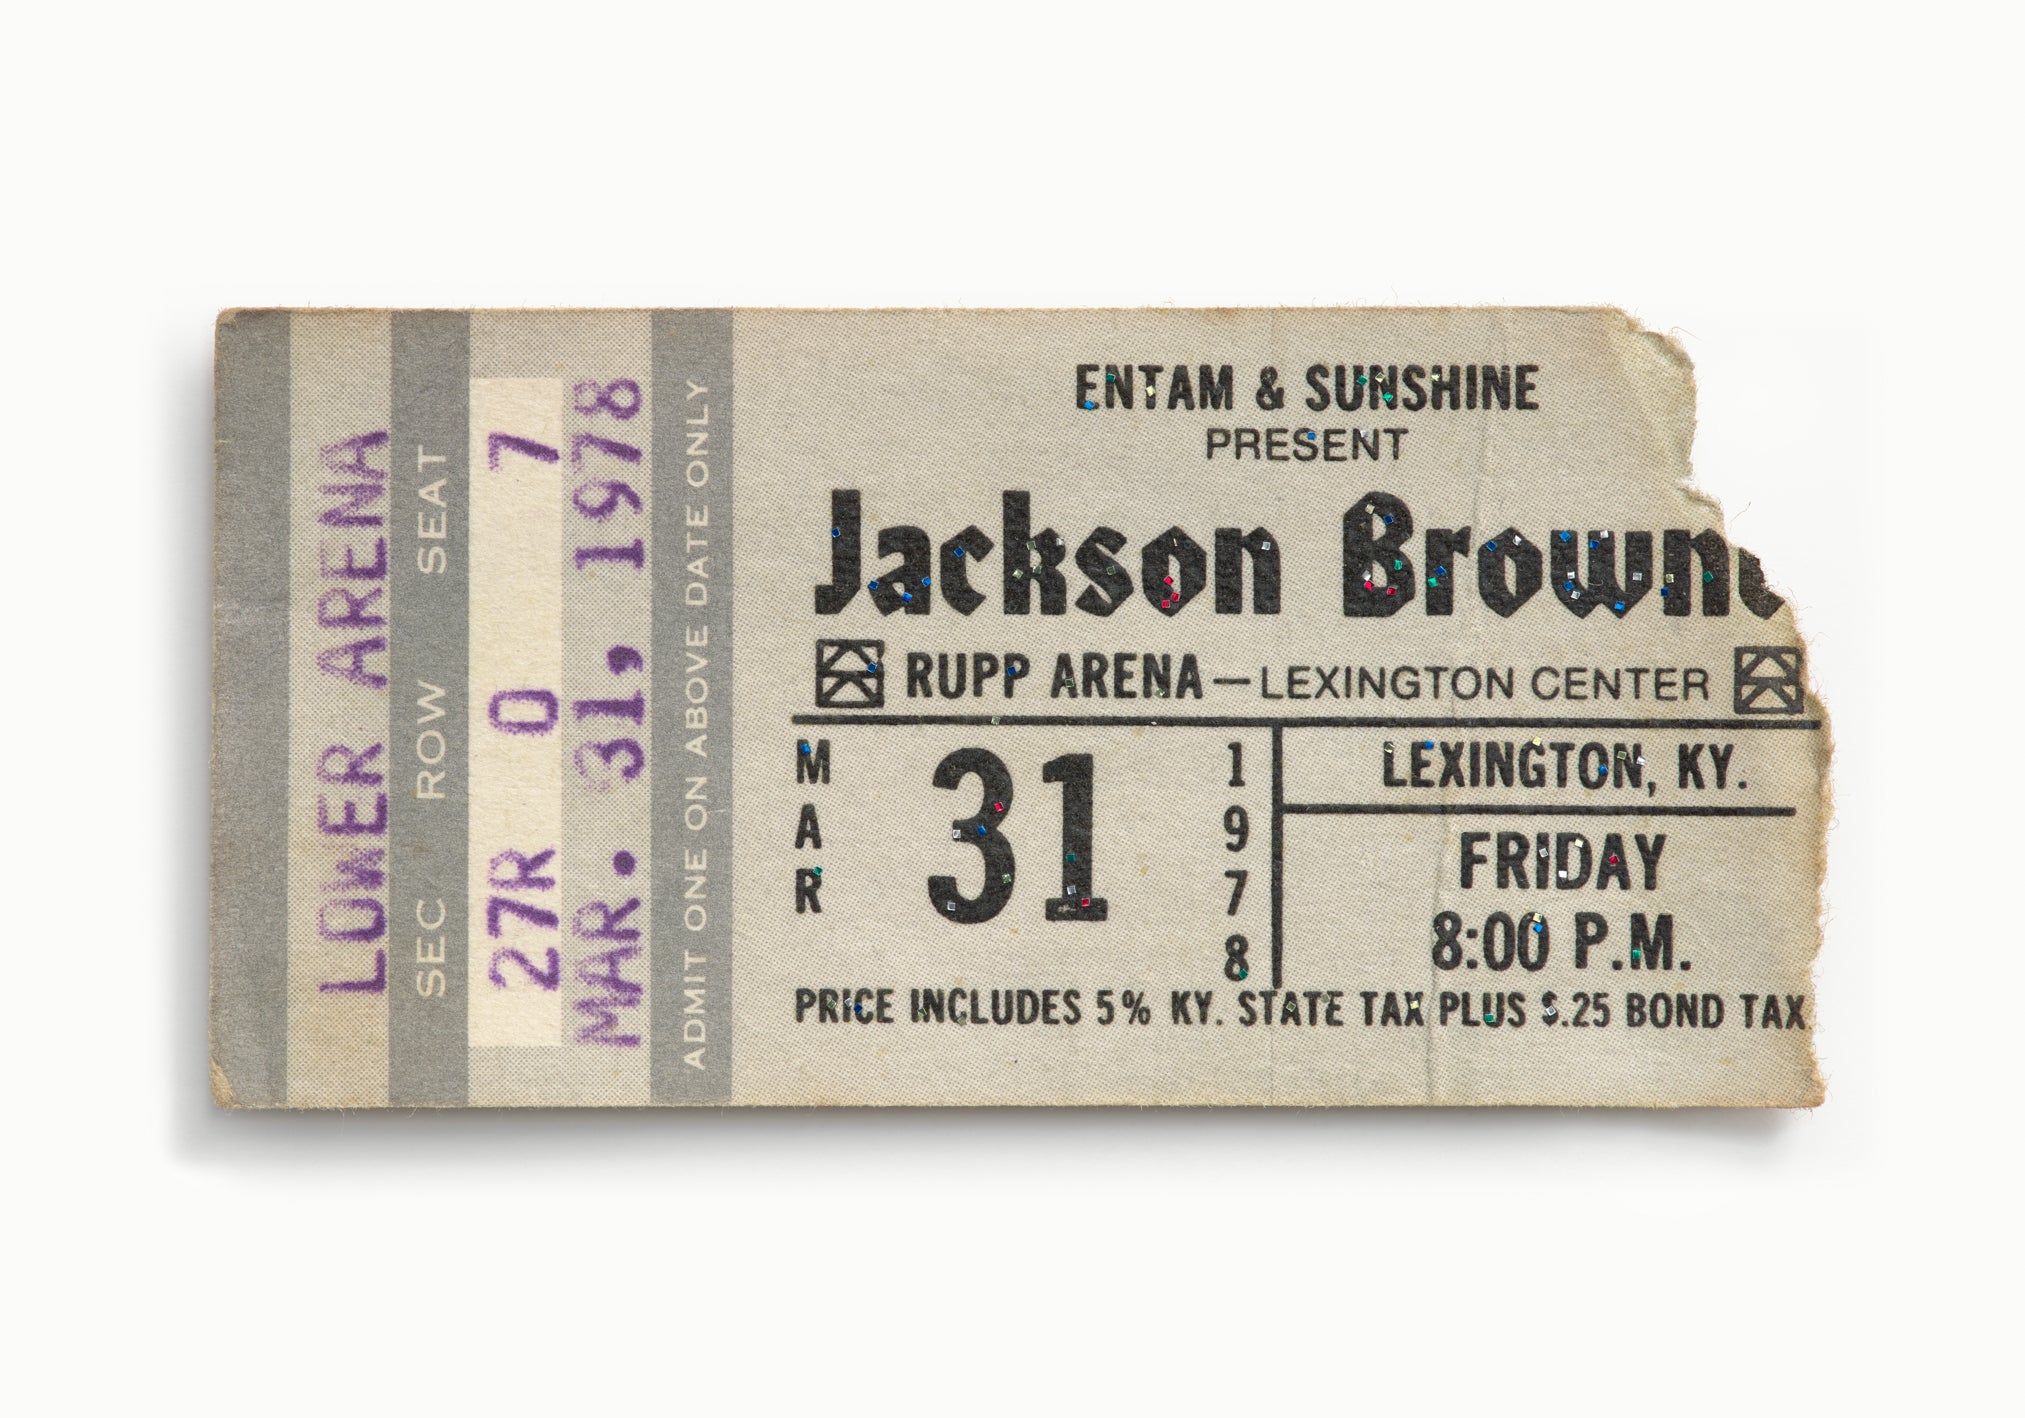 LOWER ARENA
SEC ROW SEAT
27R O 7
MAR. 31, 1978
ADMIT ONE ON ABOVE DATE ONLY
ENTAM & SUNSHINE
PRESENT
Jackson Browne
RUPP ARENA—LEXINGTON CENTER
MAR
31
1978
LEXINGTON, KY.
FRIDAY
8:00 P.M.
PRICE INCLUDES 5% KY. STATE TAX PLUS $.25 BOND TAX